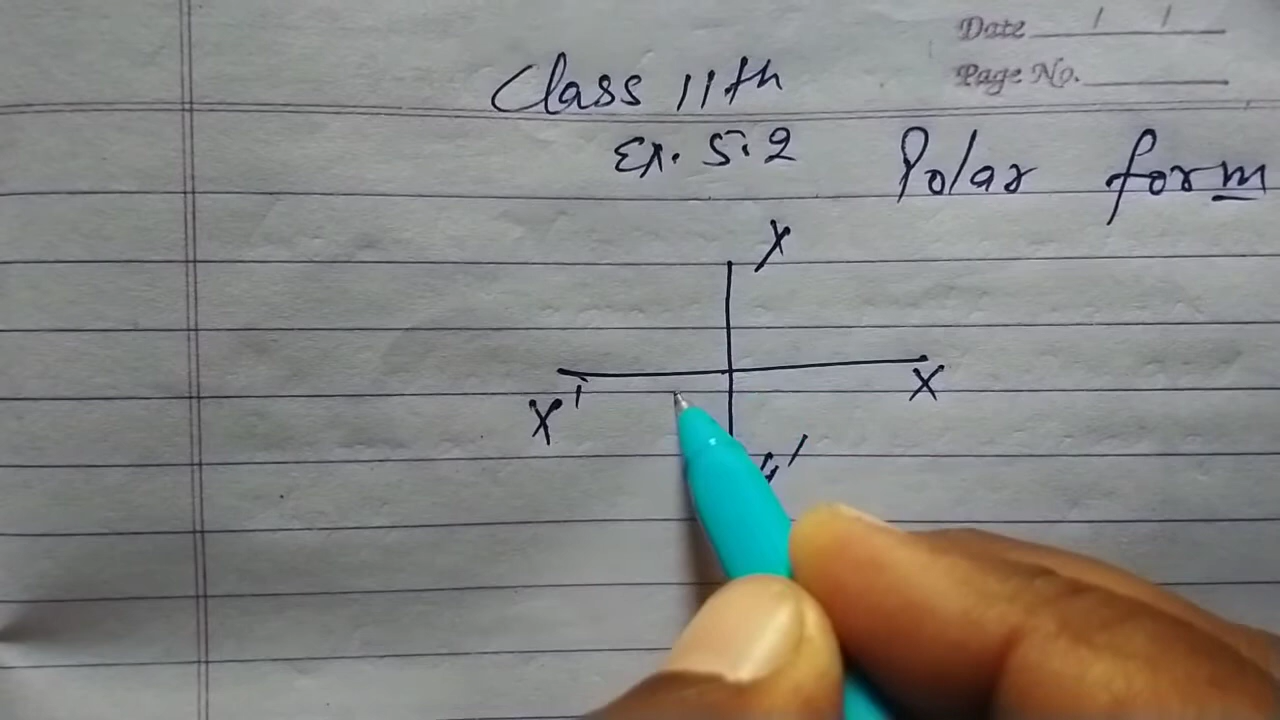 Date / /
Page No.
Class 11th
Ex. 5.2 Polar form
X
X' X
y'